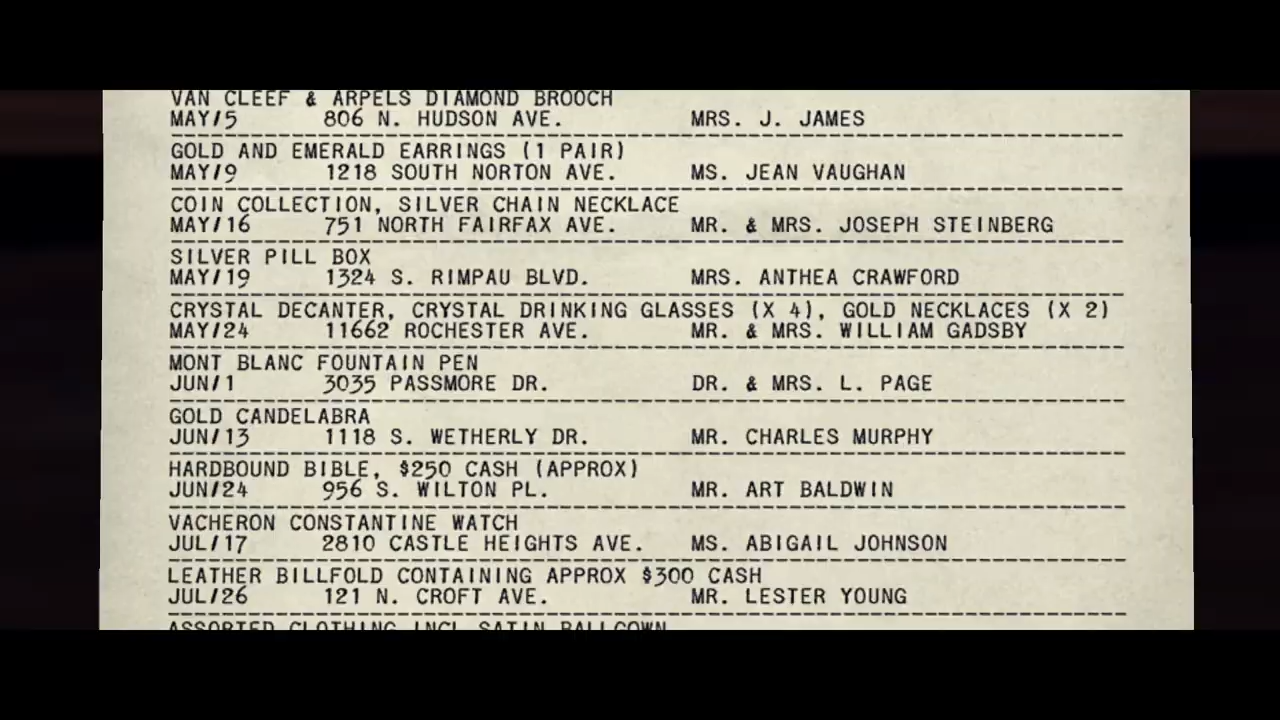 VAN CLEEF & ARPELS DIAMOND BROOCH
MAY/5 806 N. HUDSON AVE. MRS. J. JAMES
GOLD AND EMERALD EARRINGS (1 PAIR)
MAY/9 1218 SOUTH NORTON AVE. MS. JEAN VAUGHAN
COIN COLLECTION, SILVER CHAIN NECKLACE
MAY/16 751 NORTH FAIRFAX AVE. MR. & MRS. JOSEPH STEINBERG
SILVER PILL BOX
MAY/19 1324 S. RIMPAU BLVD. MRS. ANTHEA CRAWFORD
CRYSTAL DECANTER, CRYSTAL DRINKING GLASSES (X 4), GOLD NECKLACES (X 2)
MAY/24 11662 ROCHESTER AVE. MR. & MRS. WILLIAM GADSBY
MONT BLANC FOUNTAIN PEN
JUN/1 3035 PASSMORE DR. DR. & MRS. L. PAGE
GOLD CANDELABRA
JUN/13 1118 S. WETHERLY DR. MR. CHARLES MURPHY
HARDBOUND BIBLE, $250 CASH (APPROX)
JUN/24 956 S. WILTON PL. MR. ART BALDWIN
VACHERON CONSTANTINE WATCH
JUL/17 2810 CASTLE HEIGHTS AVE. MS. ABIGAIL JOHNSON
LEATHER BILLFOLD CONTAINING APPROX $300 CASH
JUL/26 121 N. CROFT AVE. MR. LESTER YOUNG
ASSORTED CLOTHING INCL SATIN BALLGOWN